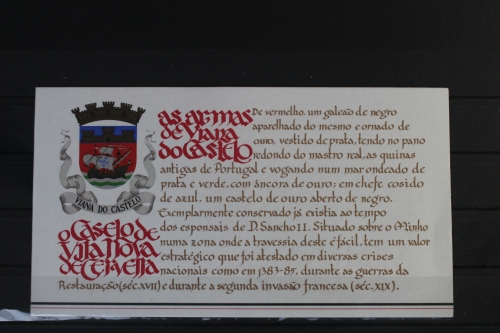 as armas
de Viana
do Castelo
De vermelho, um galeão de negro
aparelhado do mesmo e ornado de
ouro, vestido de prata, tendo no pano
redondo do mastro real, as quinas
antigas de Portugal e vogando num mar ondeado de
prata e verde, com âncora de ouro; em chefe cosido
de azul, um castelo de ouro aberto de negro.
VIANA DO CASTELO
o Castelo de
Vila Nova
de Cerveira
Exemplarmente conservado já existia ao tempo
dos esponsais de D. Sancho II. Situado sobre o Minho
numa zona onde a travessia deste é fácil, tem um valor
estratégico que foi atestado em diversas crises
nacionais como em 1383-87, durante as guerras da
Restauração (séc. XVII) e durante a segunda invasão francesa (séc. XIX).